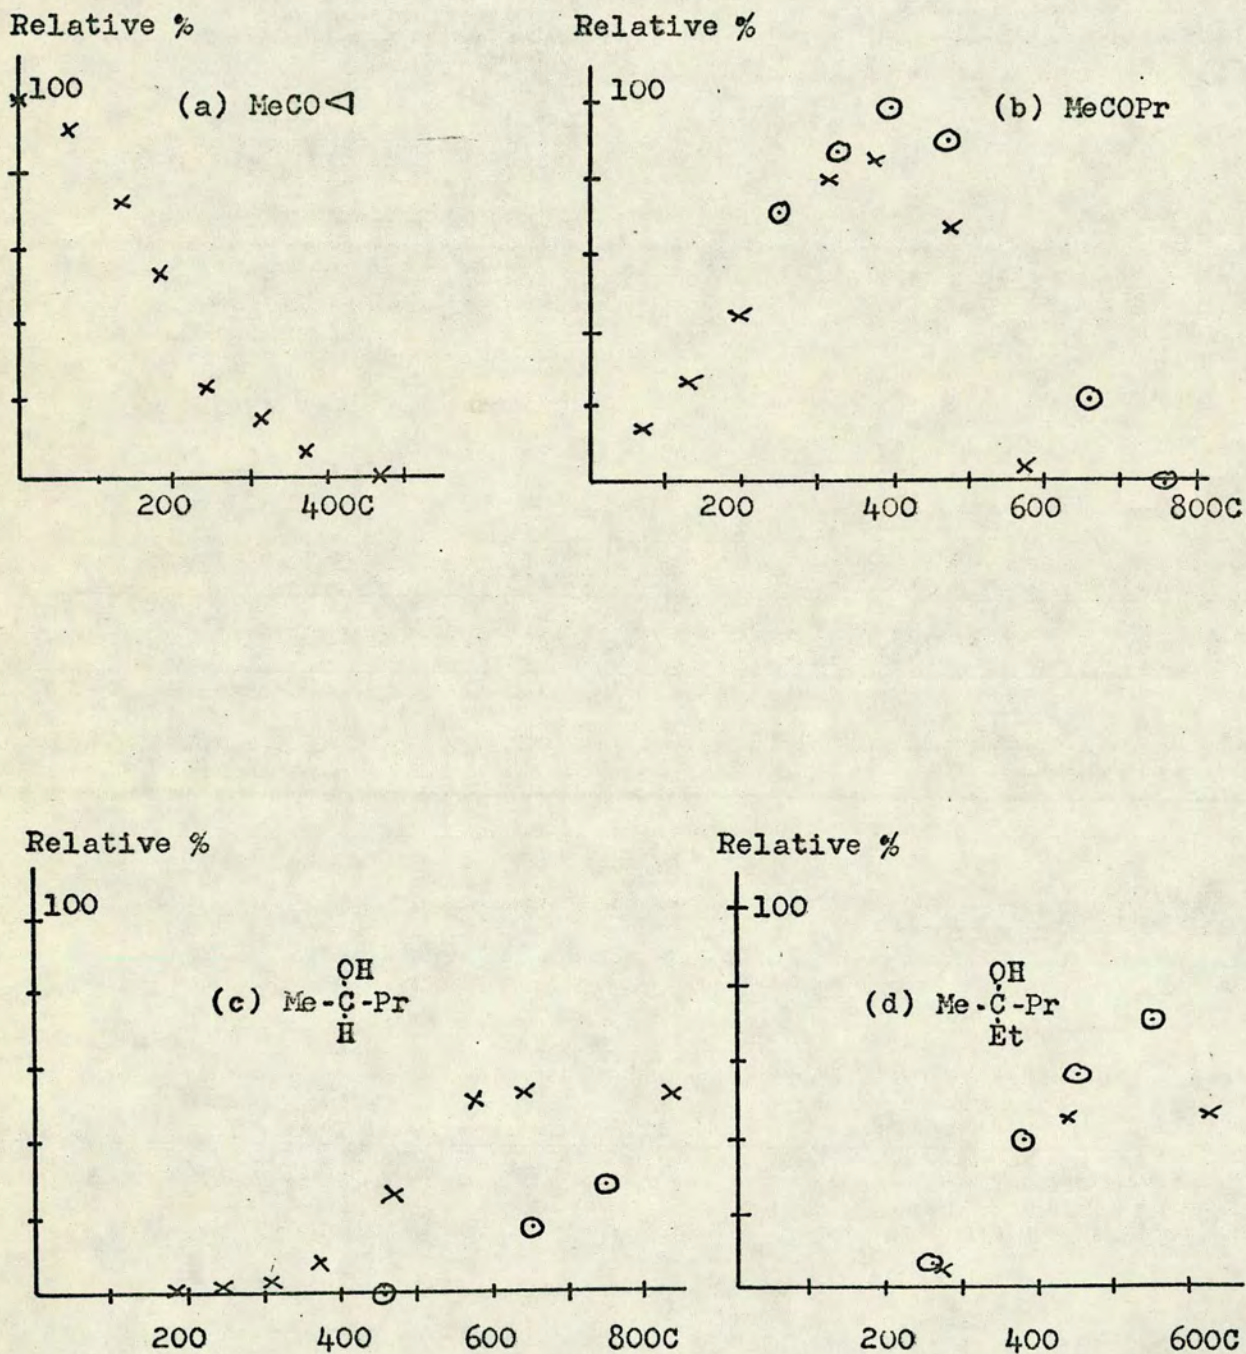 Relative %
100
(a) MeCO
200 400C
Relative %
100
(b) MeCOPr
200 400 600 800C
Relative %
100
OH
(c) Me-C-Pr
H
200 400 600 800C
Relative %
100
OH
(d) Me-C-Pr
Et
200 400 600C